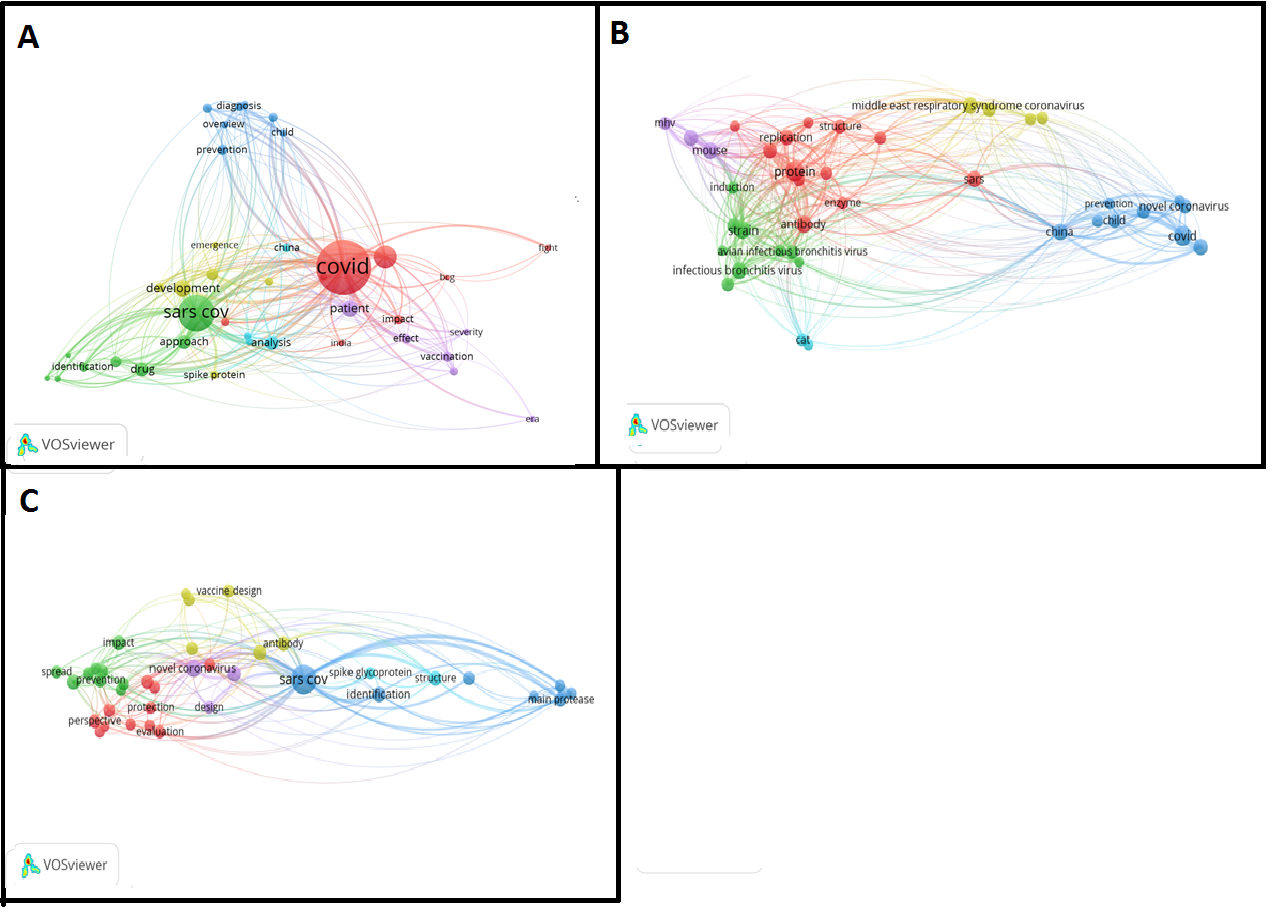 A
diagnosis
overview
child
prevention
emergence
china
fight
covid
bcg
development
sars cov
patient
impact
severity
approach
analysis
india
effect
vaccination
identification
drug
spike protein
era
VOSviewer
B
middle east respiratory syndrome coronavirus
mhv
structure
replication
mouse
protein
sars
induction
enzyme
prevention
novel coronavirus
child
antibody
strain
china
covid
avian infectious bronchitis virus
infectious bronchitis virus
cat
VOSviewer
C
vaccine design
impact
antibody
spread
novel coronavirus
prevention
sars cov
spike glycoprotein
structure
identification
main protease
protection
design
perspective
evaluation
VOSviewer